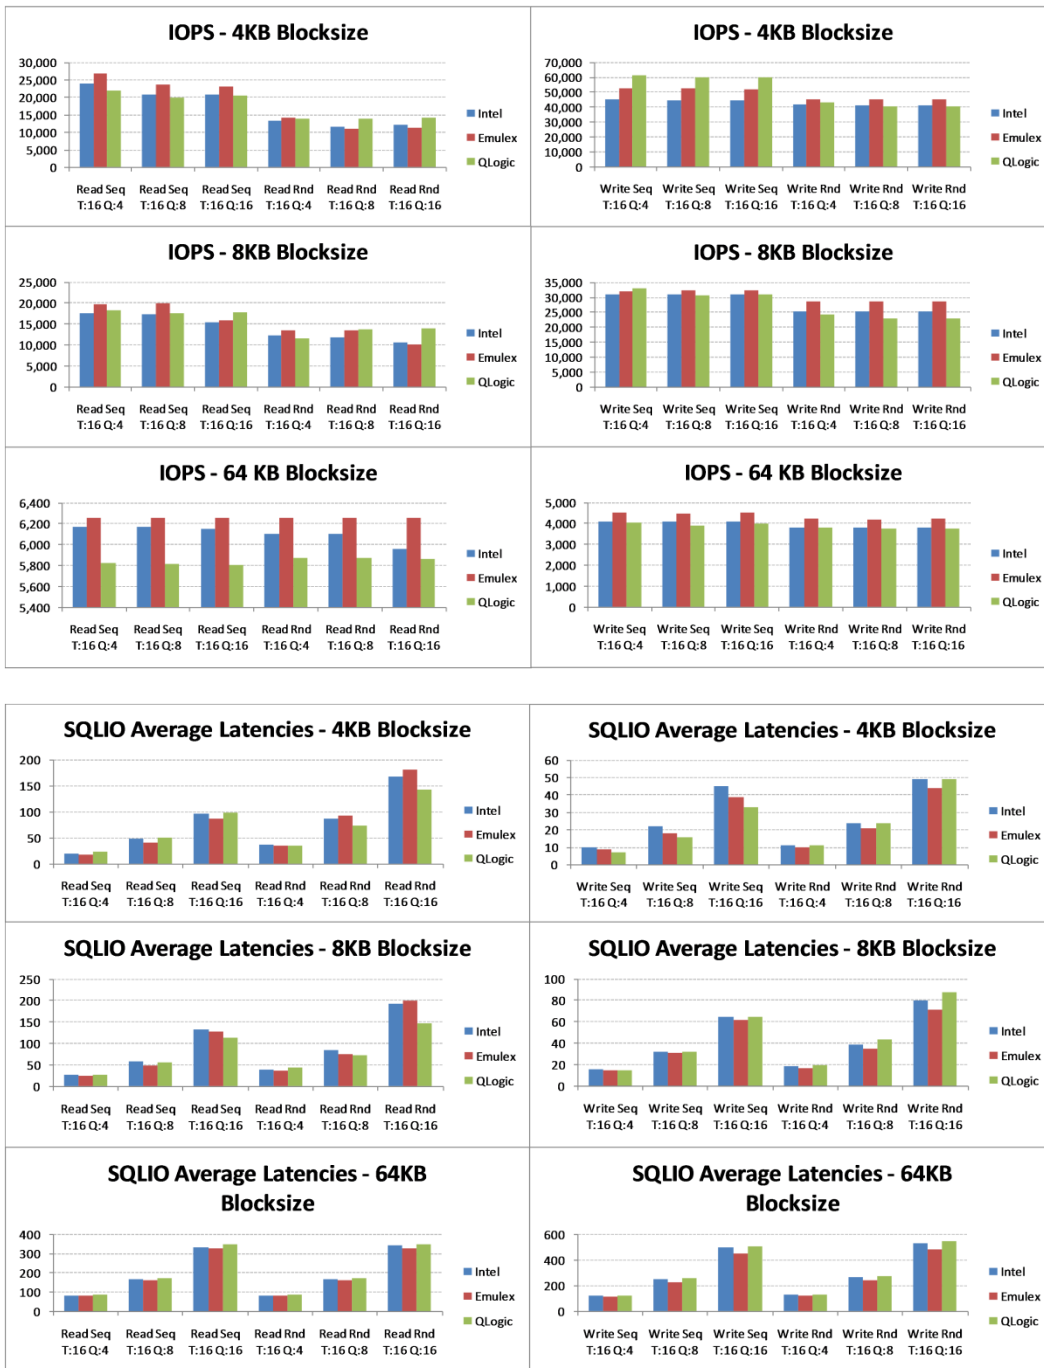 IOPS - 4KB Blocksize
30,000
25,000
20,000
15,000
10,000
5,000
0
Read Seq Read Seq Read Seq Read Rnd Read Rnd Read Rnd
T:16 Q:4 T:16 Q:8 T:16 Q:16 T:16 Q:4 T:16 Q:8 T:16 Q:16
Intel
Emulex
QLogic
IOPS - 4KB Blocksize
70,000
60,000
50,000
40,000
30,000
20,000
10,000
0
Write Seq Write Seq Write Seq Write Rnd Write Rnd Write Rnd
T:16 Q:4 T:16 Q:8 T:16 Q:16 T:16 Q:4 T:16 Q:8 T:16 Q:16
Intel
Emulex
QLogic
IOPS - 8KB Blocksize
25,000
20,000
15,000
10,000
5,000
0
Read Seq Read Seq Read Seq Read Rnd Read Rnd Read Rnd
T:16 Q:4 T:16 Q:8 T:16 Q:16 T:16 Q:4 T:16 Q:8 T:16 Q:16
Intel
Emulex
QLogic
IOPS - 8KB Blocksize
35,000
30,000
25,000
20,000
15,000
10,000
5,000
0
Write Seq Write Seq Write Seq Write Rnd Write Rnd Write Rnd
T:16 Q:4 T:16 Q:8 T:16 Q:16 T:16 Q:4 T:16 Q:8 T:16 Q:16
Intel
Emulex
QLogic
IOPS - 64 KB Blocksize
6,400
6,200
6,000
5,800
5,600
5,400
Read Seq Read Seq Read Seq Read Rnd Read Rnd Read Rnd
T:16 Q:4 T:16 Q:8 T:16 Q:16 T:16 Q:4 T:16 Q:8 T:16 Q:16
Intel
Emulex
QLogic
IOPS - 64 KB Blocksize
5,000
4,000
3,000
2,000
1,000
0
Write Seq Write Seq Write Seq Write Rnd Write Rnd Write Rnd
T:16 Q:4 T:16 Q:8 T:16 Q:16 T:16 Q:4 T:16 Q:8 T:16 Q:16
Intel
Emulex
QLogic
SQLIO Average Latencies - 4KB Blocksize
200
150
100
50
0
Read Seq Read Seq Read Seq Read Rnd Read Rnd Read Rnd
T:16 Q:4 T:16 Q:8 T:16 Q:16 T:16 Q:4 T:16 Q:8 T:16 Q:16
Intel
Emulex
QLogic
SQLIO Average Latencies - 4KB Blocksize
60
50
40
30
20
10
0
Write Seq Write Seq Write Seq Write Rnd Write Rnd Write Rnd
T:16 Q:4 T:16 Q:8 T:16 Q:16 T:16 Q:4 T:16 Q:8 T:16 Q:16
Intel
Emulex
QLogic
SQLIO Average Latencies - 8KB Blocksize
250
200
150
100
50
0
Read Seq Read Seq Read Seq Read Rnd Read Rnd Read Rnd
T:16 Q:4 T:16 Q:8 T:16 Q:16 T:16 Q:4 T:16 Q:8 T:16 Q:16
Intel
Emulex
QLogic
SQLIO Average Latencies - 8KB Blocksize
100
80
60
40
20
0
Write Seq Write Seq Write Seq Write Rnd Write Rnd Write Rnd
T:16 Q:4 T:16 Q:8 T:16 Q:16 T:16 Q:4 T:16 Q:8 T:16 Q:16
Intel
Emulex
QLogic
SQLIO Average Latencies - 64KB
Blocksize
400
300
200
100
0
Read Seq Read Seq Read Seq Read Rnd Read Rnd Read Rnd
T:16 Q:4 T:16 Q:8 T:16 Q:16 T:16 Q:4 T:16 Q:8 T:16 Q:16
Intel
Emulex
QLogic
SQLIO Average Latencies - 64KB
Blocksize
600
400
200
0
Write Seq Write Seq Write Seq Write Rnd Write Rnd Write Rnd
T:16 Q:4 T:16 Q:8 T:16 Q:16 T:16 Q:4 T:16 Q:8 T:16 Q:16
Intel
Emulex
QLogic